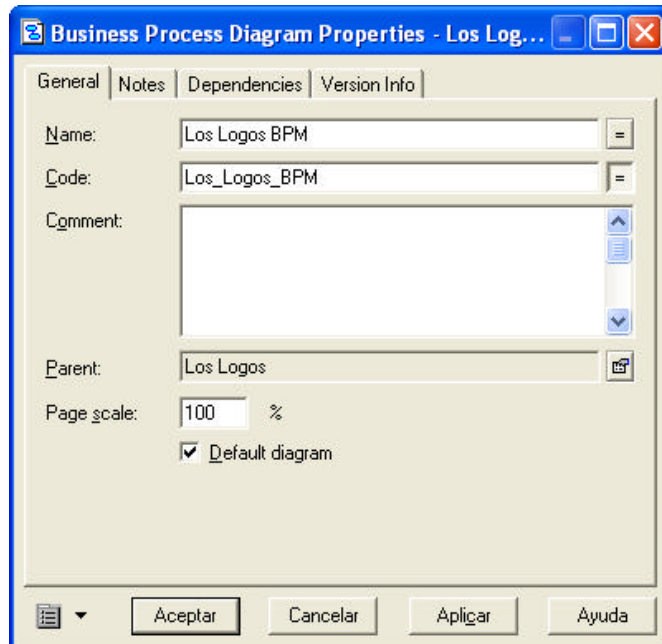 Business Process Diagram Properties - Los Log...
General Notes Dependencies Version Info
Name: Los Logos BPM =
Code: Los_Logos_BPM =
Comment:
Parent: Los Logos
Page scale: 100 %
Default diagram
Aceptar Cancelar Aplicar Ayuda